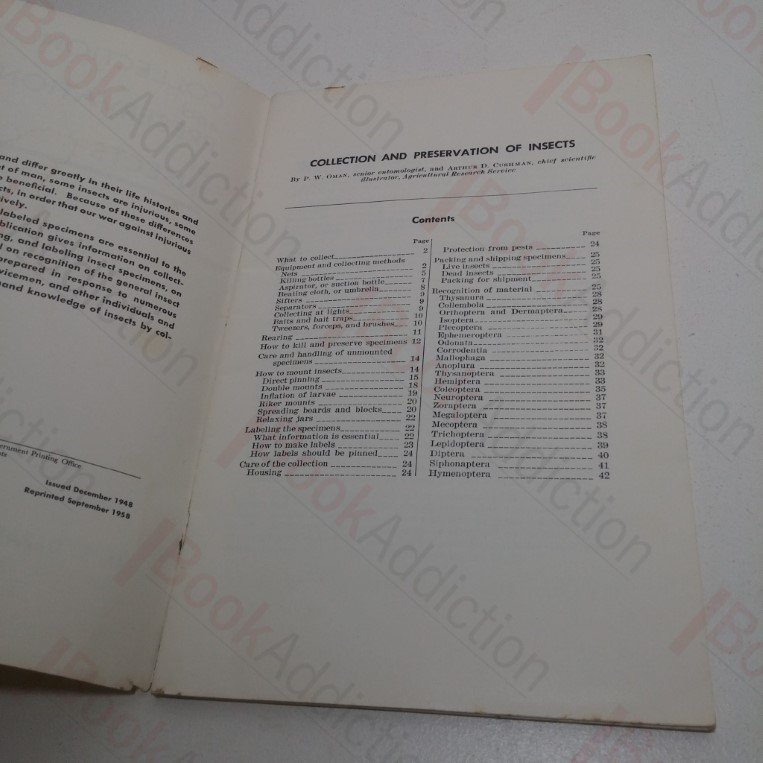 and differ greatly in their life histories and
of man, some insects are injurious, some
beneficial. Because of these differences
in order that our war against injurious
labeled specimens are essential to the
publication gives information on collect-
and labeling insect specimens, and
on recognition of the general insect
prepared in response to numerous
and other individuals and
and knowledge of insects by col-
Government Printing Office
Issued December 1948
Reprinted September 1958
COLLECTION AND PRESERVATION OF INSECTS
By P. W. OMAN, senior entomologist, and ARTHUR D. CUSHMAN, chief scientific
illustrator, Agricultural Research Service
Contents
Page
What to collect 2
Equipment and collecting methods 2
Nets 5
Killing bottles 7
Aspirator, or suction bottle 8
Beating cloth, or umbrella 8
Sifters 9
Separators 9
Collecting at lights 9
Baits and bait traps 10
Tweezers, forceps, and brushes 10
Rearing 11
How to kill and preserve specimens 12
Care and handling of unmounted
specimens 14
How to mount insects 14
Direct pinning 15
Double mounts 18
Inflation of larvae 19
Riker mounts 20
Spreading boards and blocks 20
Relaxing jars 22
Labeling the specimens 22
What information is essential 22
How to make labels 23
How labels should be pinned 24
Care of the collection 24
Housing 24
Page
Protection from pests 24
Packing and shipping specimens 25
Live insects 25
Dead insects 25
Packing for shipment 25
Recognition of material 25
Thysanura 28
Collembola 28
Orthoptera and Dermaptera 28
Isoptera 29
Plecoptera 29
Ephemeroptera 31
Odonata 32
Corrodentia 32
Mallophaga 32
Anoplura 32
Thysanoptera 33
Hemiptera 33
Coleoptera 35
Neuroptera 37
Zoraptera 37
Megaloptera 37
Mecoptera 38
Trichoptera 38
Lepidoptera 39
Diptera 40
Siphonaptera 41
Hymenoptera 42
BookAddiction